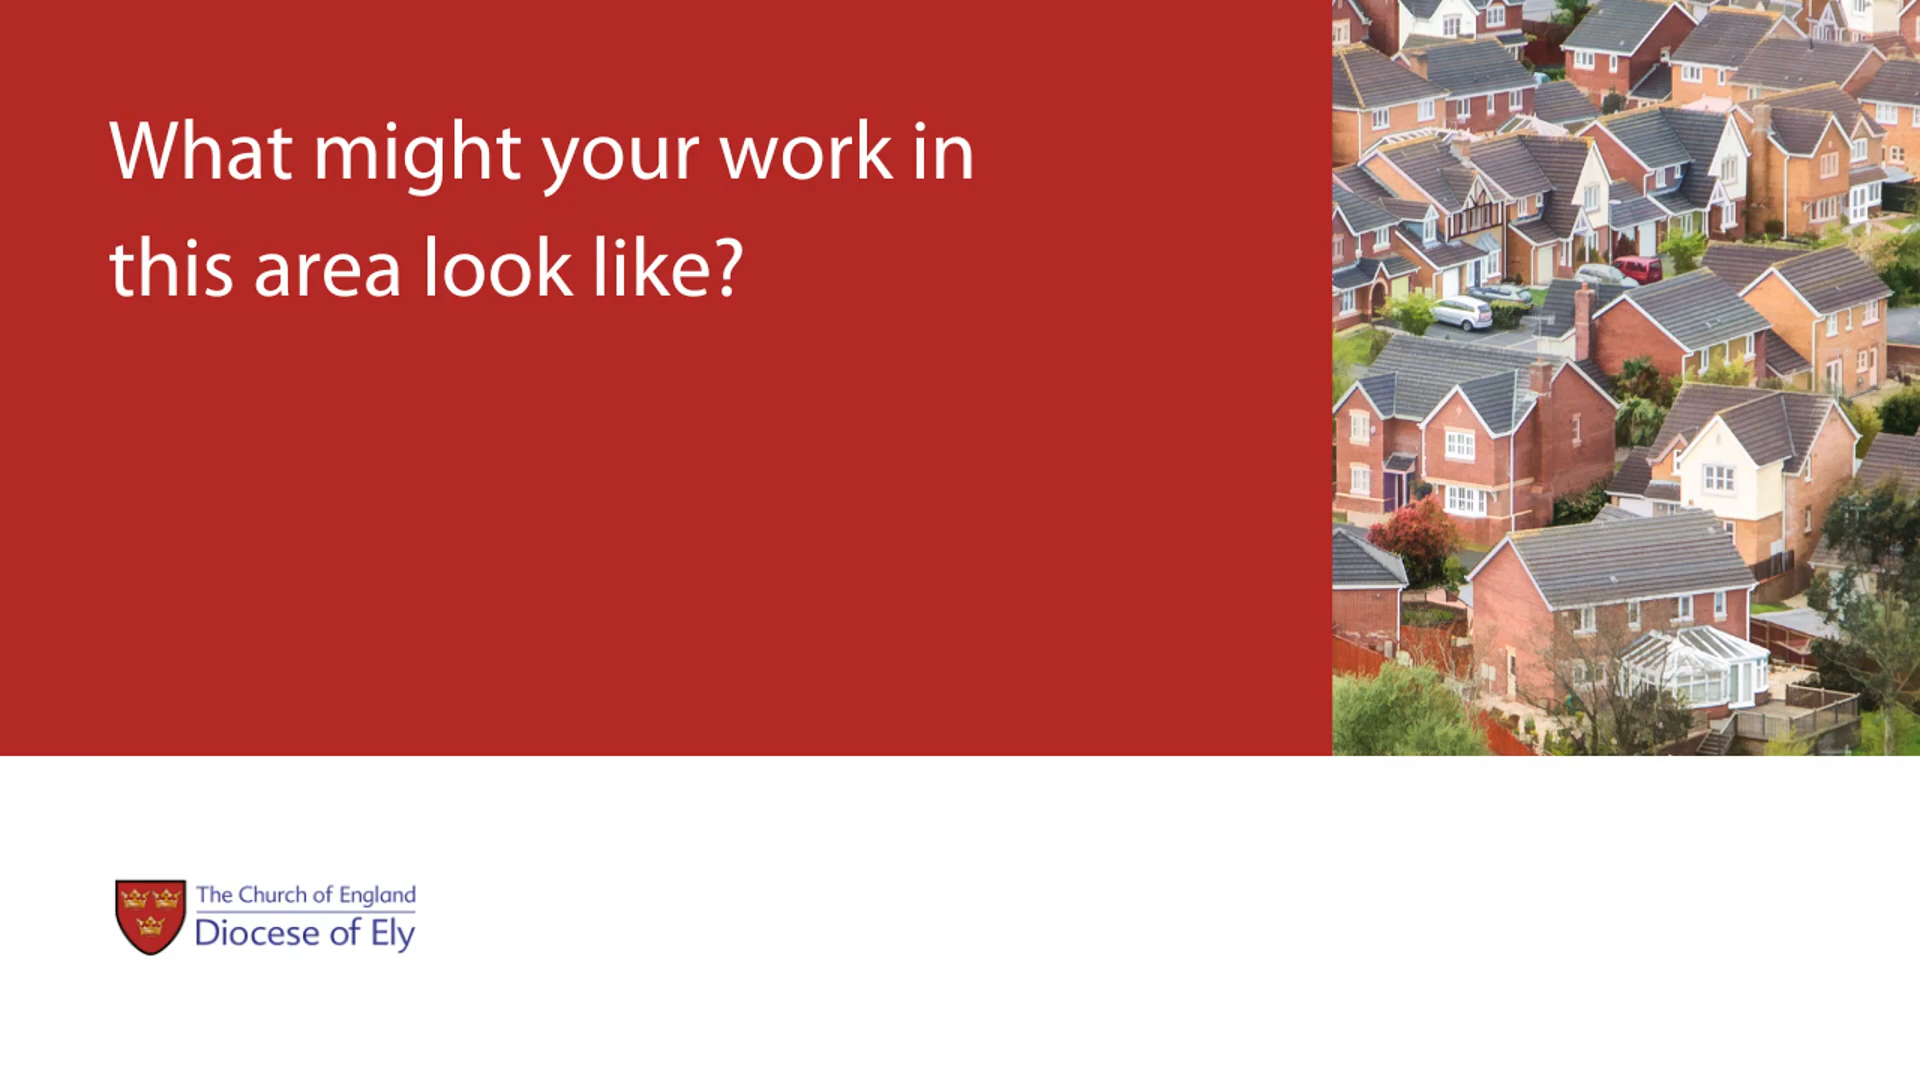 What might your work in
this area look like?
The Church of England
Diocese of Ely